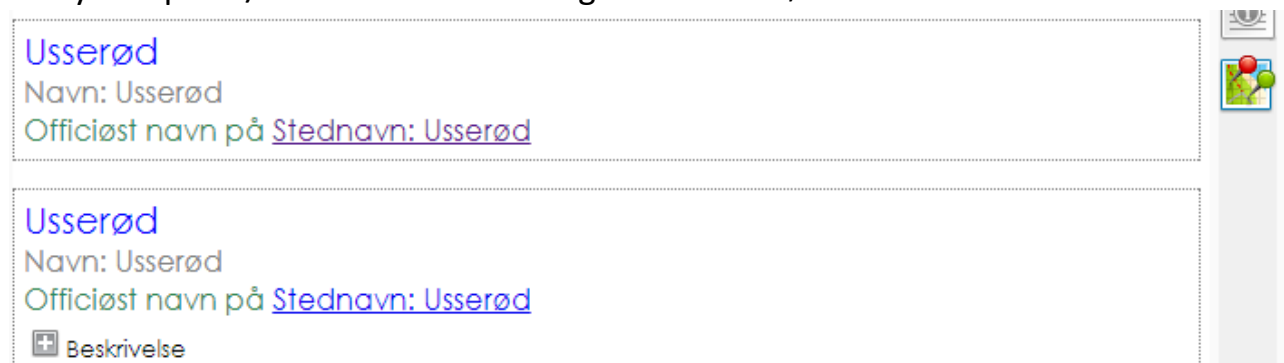 Usserød
Navn: Usserød
Officiøst navn på Stednavn: Usserød
Usserød
Navn: Usserød
Officiøst navn på Stednavn: Usserød
Beskrivelse